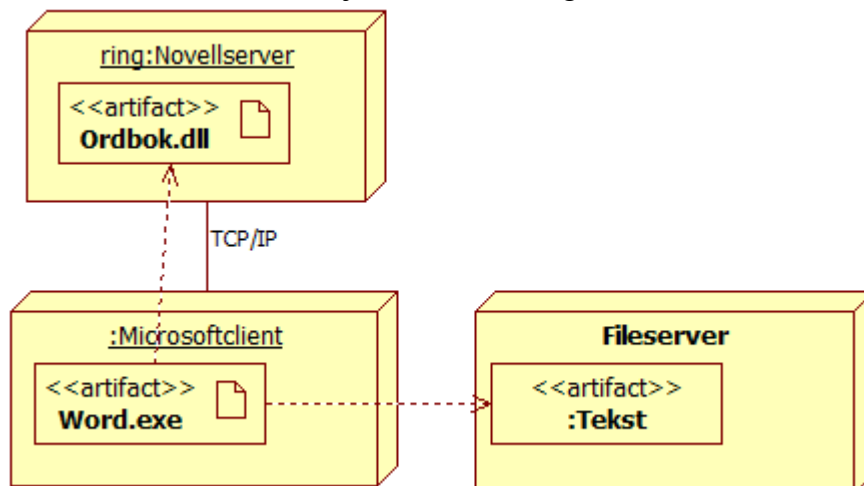 ring:Novellserver
<<artifact>>
Ordbok.dll
TCP/IP
:Microsoftclient
<<artifact>>
Word.exe
Fileserver
<<artifact>>
:Tekst